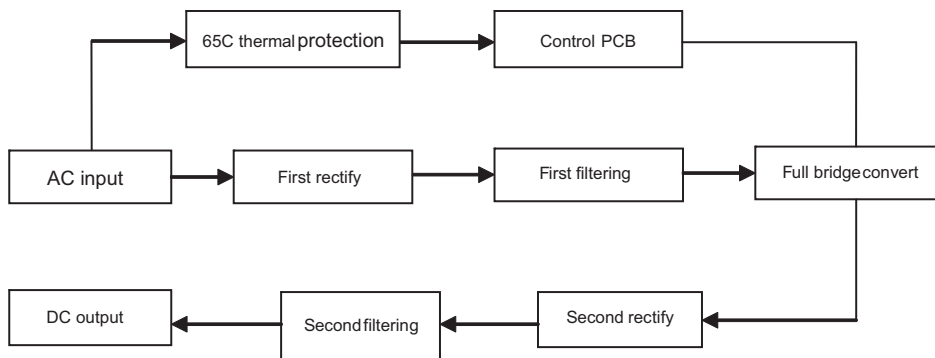 65C thermal protection
Control PCB
AC input
First rectify
First filtering
Full bridge convert
DC output
Second filtering
Second rectify